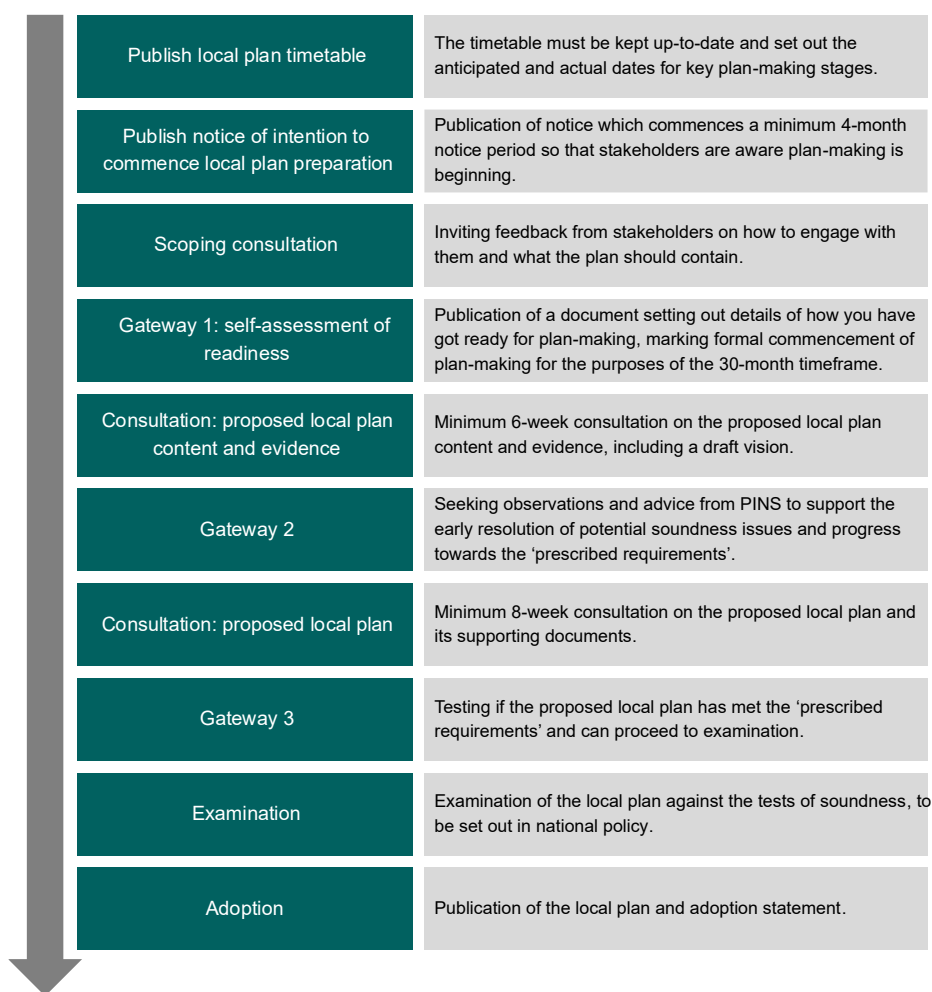 Publish local plan timetable
The timetable must be kept up-to-date and set out the
anticipated and actual dates for key plan-making stages.
Publish notice of intention to
commence local plan preparation
Publication of notice which commences a minimum 4-month
notice period so that stakeholders are aware plan-making is
beginning.
Scoping consultation
Inviting feedback from stakeholders on how to engage with
them and what the plan should contain.
Gateway 1: self-assessment of
readiness
Publication of a document setting out details of how you have
got ready for plan-making, marking formal commencement of
plan-making for the purposes of the 30-month timeframe.
Consultation: proposed local plan
content and evidence
Minimum 6-week consultation on the proposed local plan
content and evidence, including a draft vision.
Gateway 2
Seeking observations and advice from PINS to support the
early resolution of potential soundness issues and progress
towards the ‘prescribed requirements’.
Consultation: proposed local plan
Minimum 8-week consultation on the proposed local plan and
its supporting documents.
Gateway 3
Testing if the proposed local plan has met the ‘prescribed
requirements’ and can proceed to examination.
Examination
Examination of the local plan against the tests of soundness, to
be set out in national policy.
Adoption
Publication of the local plan and adoption statement.